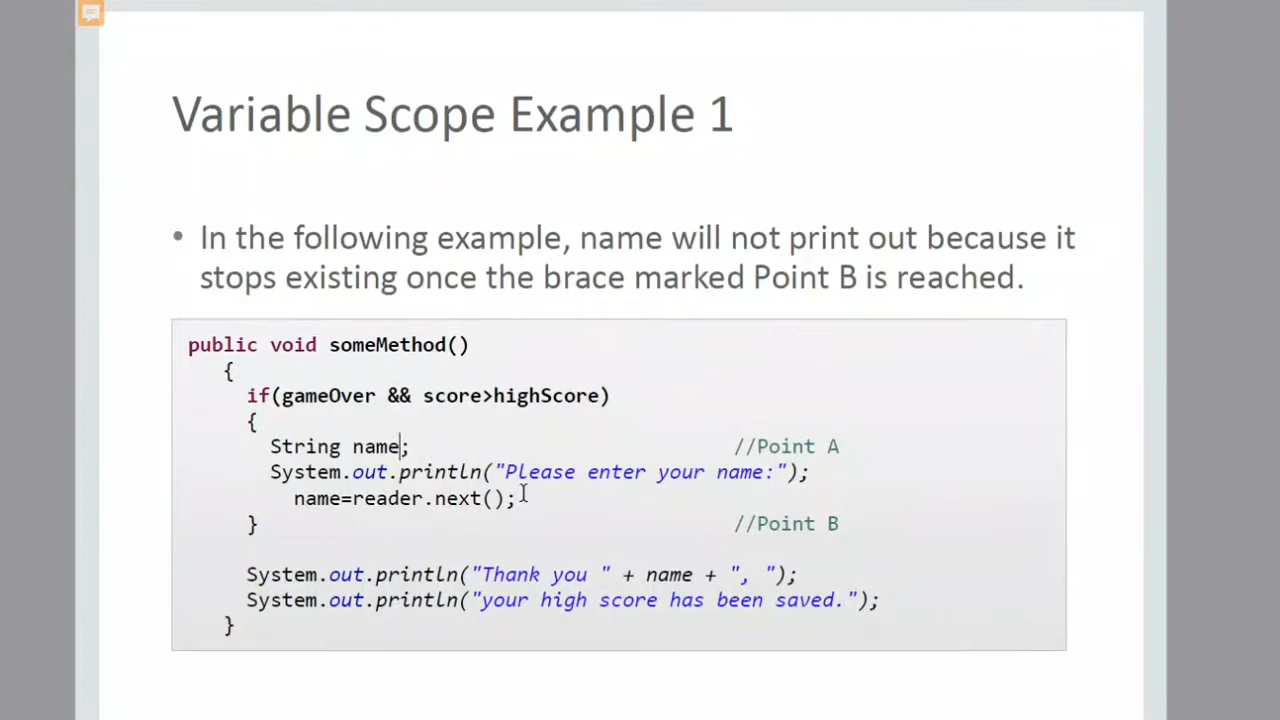 Variable Scope Example 1
• In the following example, name will not print out because it
stops existing once the brace marked Point B is reached.
public void someMethod()
{
if(gameOver && score>highScore)
{
String name; //Point A
System.out.println("Please enter your name:");
name=reader.next();
} //Point B
System.out.println("Thank you " + name + ", ");
System.out.println("your high score has been saved.");
}